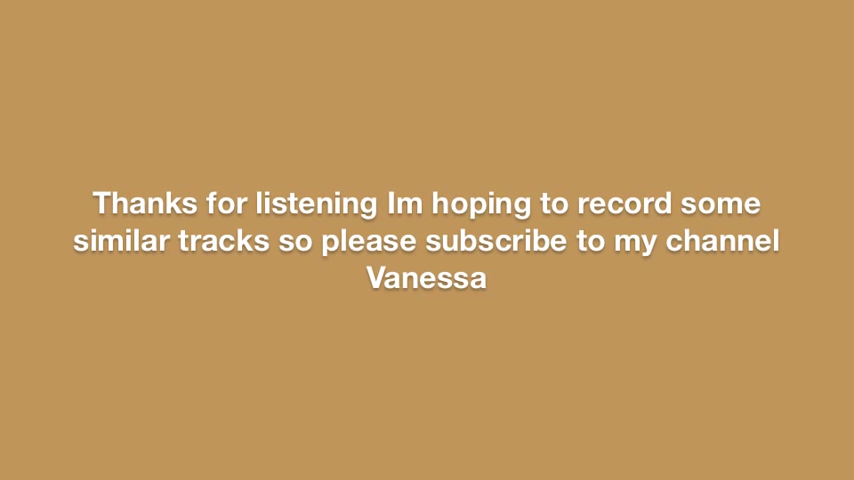 Thanks for listening Im hoping to record some
similar tracks so please subscribe to my channel
Vanessa